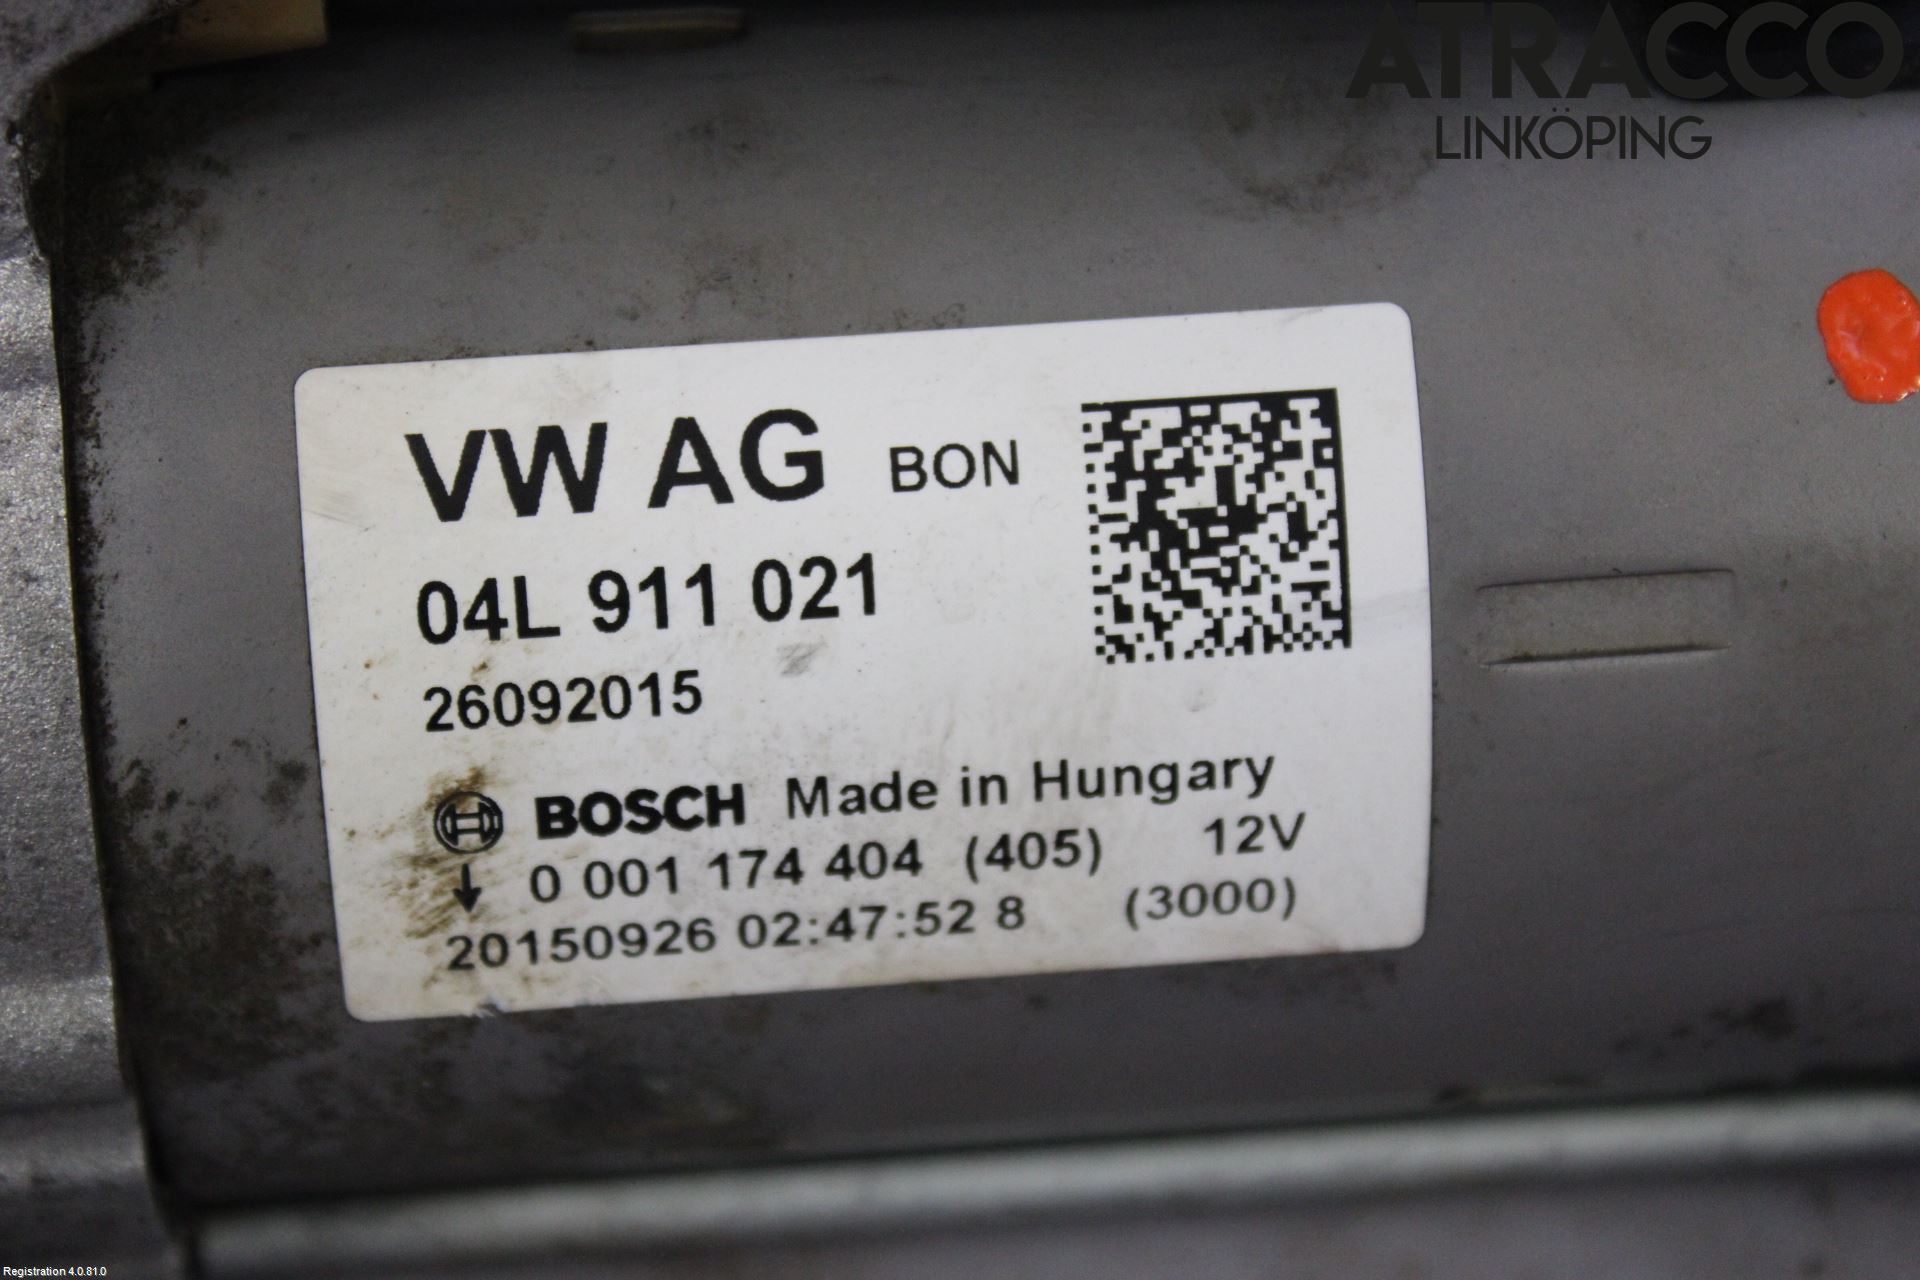 ATRACCO
LINKÖPING
VW AG BON
04L 911 021
26092015
BOSCH Made in Hungary
0 001 174 404 (405) 12V
20150926 02:47:52 8 (3000)
Registration 4.0.81.0